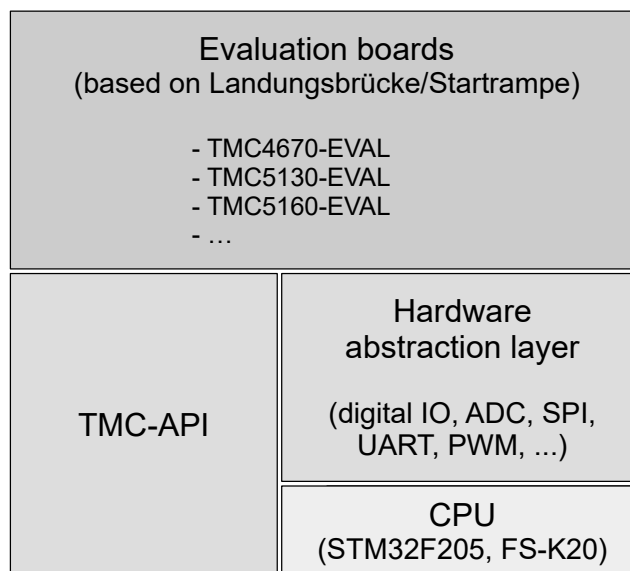 Evaluation boards
(based on Landungsbrücke/Startrampe)
- TMC4670-EVAL
- TMC5130-EVAL
- TMC5160-EVAL
- …
TMC-API
Hardware
abstraction layer
(digital IO, ADC, SPI,
UART, PWM, ...)
CPU
(STM32F205, FS-K20)